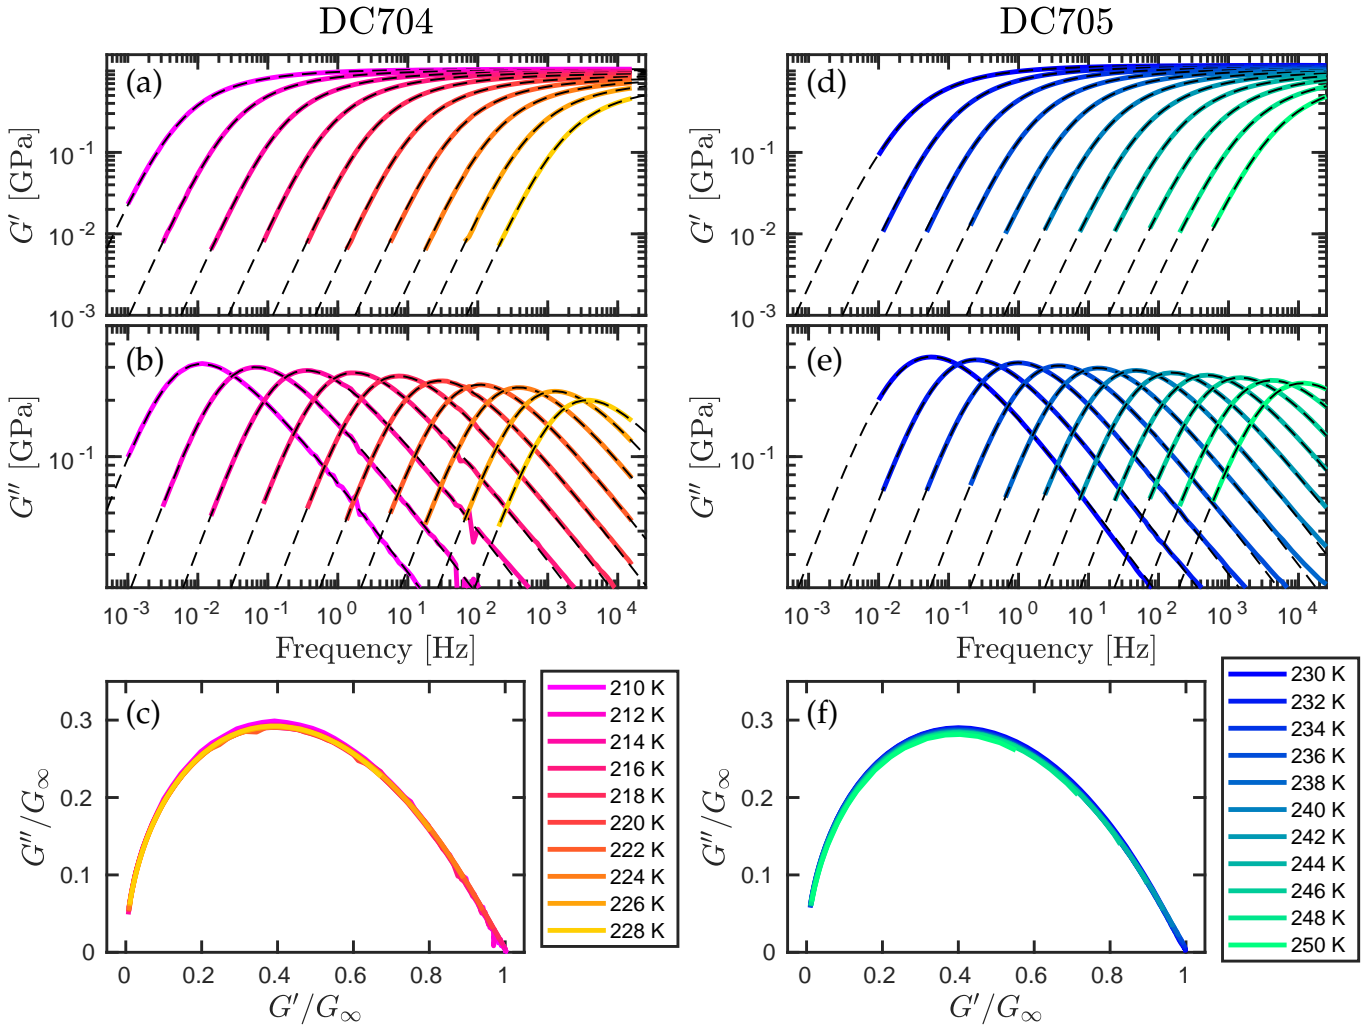 DC704
DC705
(a)
10⁻¹
10⁻²
10⁻³
G′ [GPa]
(d)
10⁻¹
10⁻²
10⁻³
G′ [GPa]
(b)
10⁻¹
G″ [GPa]
10⁻³ 10⁻² 10⁻¹ 10⁰ 10¹ 10² 10³ 10⁴
Frequency [Hz]
(e)
10⁻¹
G″ [GPa]
10⁻³ 10⁻² 10⁻¹ 10⁰ 10¹ 10² 10³ 10⁴
Frequency [Hz]
(c)
0.3
0.2
0.1
0
G″/G∞
0 0.2 0.4 0.6 0.8 1
G′/G∞
210 K
212 K
214 K
216 K
218 K
220 K
222 K
224 K
226 K
228 K
(f)
0.3
0.2
0.1
0
G″/G∞
0 0.2 0.4 0.6 0.8 1
G′/G∞
230 K
232 K
234 K
236 K
238 K
240 K
242 K
244 K
246 K
248 K
250 K